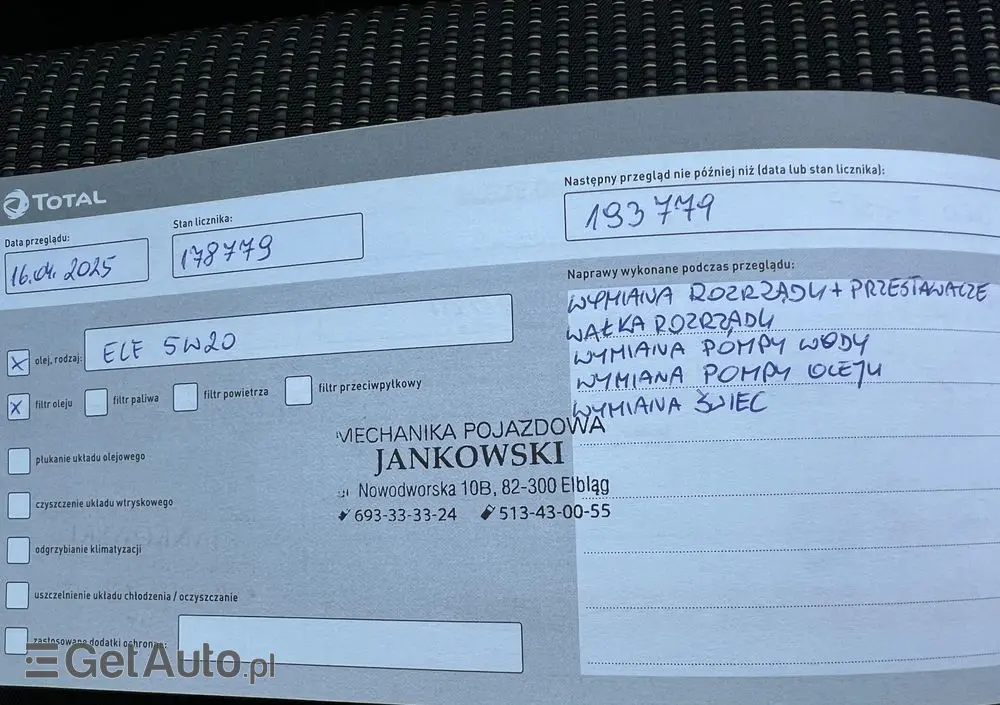 TOTAL
Data przeglądu:
16.04.2025
Stan licznika:
178779
Następny przegląd nie później niż (data lub stan licznika):
193779
olej, rodzaj:
ELF 5W20
filtr oleju
filtr paliwa
filtr powietrza
filtr przeciwpyłkowy
płukanie układu olejowego
czyszczenie układu wtryskowego
odgrzybianie klimatyzacji
uszczelnienie układu chłodzenia / oczyszczanie
zastosowane dodatki ochronne:
Naprawy wykonane podczas przeglądu:
WYMIANA ROZRZĄDU + PRZESTAWACZE
WAŁKA ROZRZĄDU
WYMIANA POMPY WODY
WYMIANA POMPY OLEJU
WYMIANA ŚWIEC
MECHANIKA POJAZDOWA
JANKOWSKI
ul. Nowodworska 10B, 82-300 Elbląg
693-33-33-24 513-43-00-55
GetAuto.pl